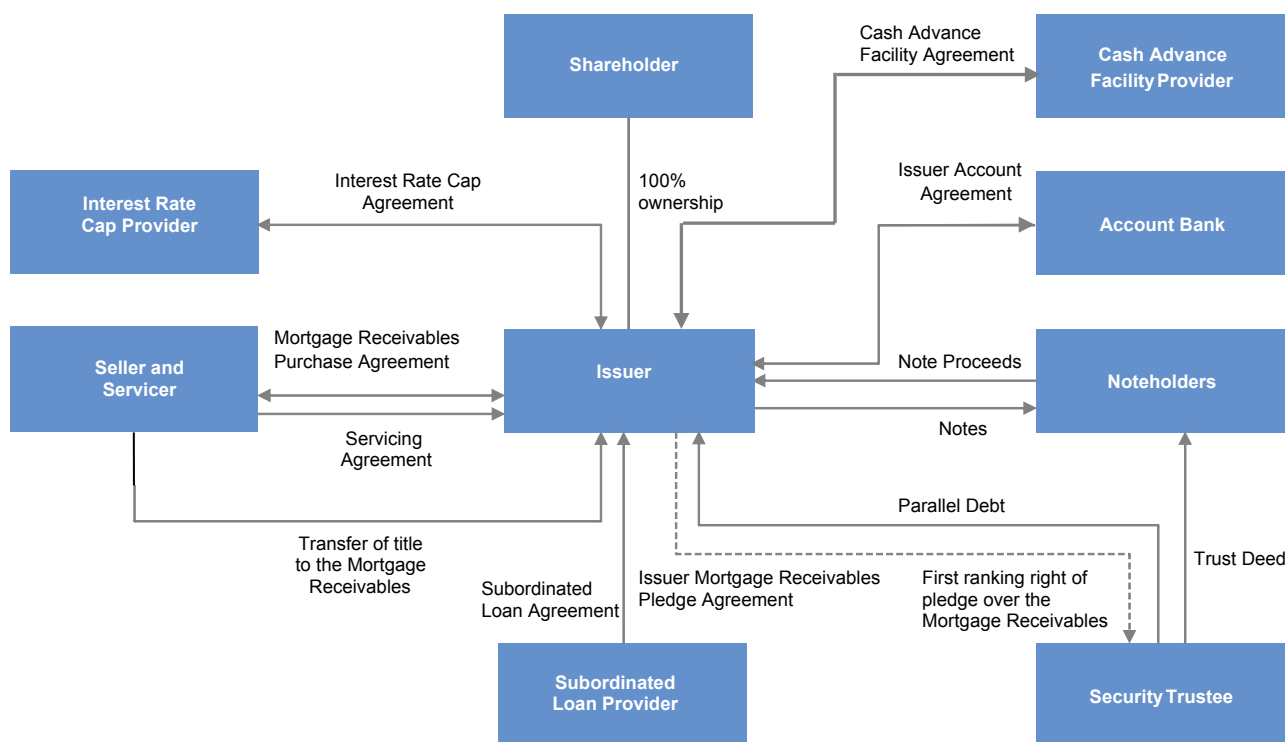 Shareholder
Cash Advance
Facility Agreement
Cash Advance
Facility Provider
Interest Rate
Cap Provider
Interest Rate Cap
Agreement
100%
ownership
Issuer Account
Agreement
Account Bank
Seller and
Servicer
Mortgage Receivables
Purchase Agreement
Issuer
Note Proceeds
Noteholders
Servicing
Agreement
Notes
Transfer of title
to the Mortgage
Receivables
Subordinated
Loan Agreement
Issuer Mortgage Receivables
Pledge Agreement
Parallel Debt
First ranking right of
pledge over the
Mortgage Receivables
Trust Deed
Subordinated
Loan Provider
Security Trustee